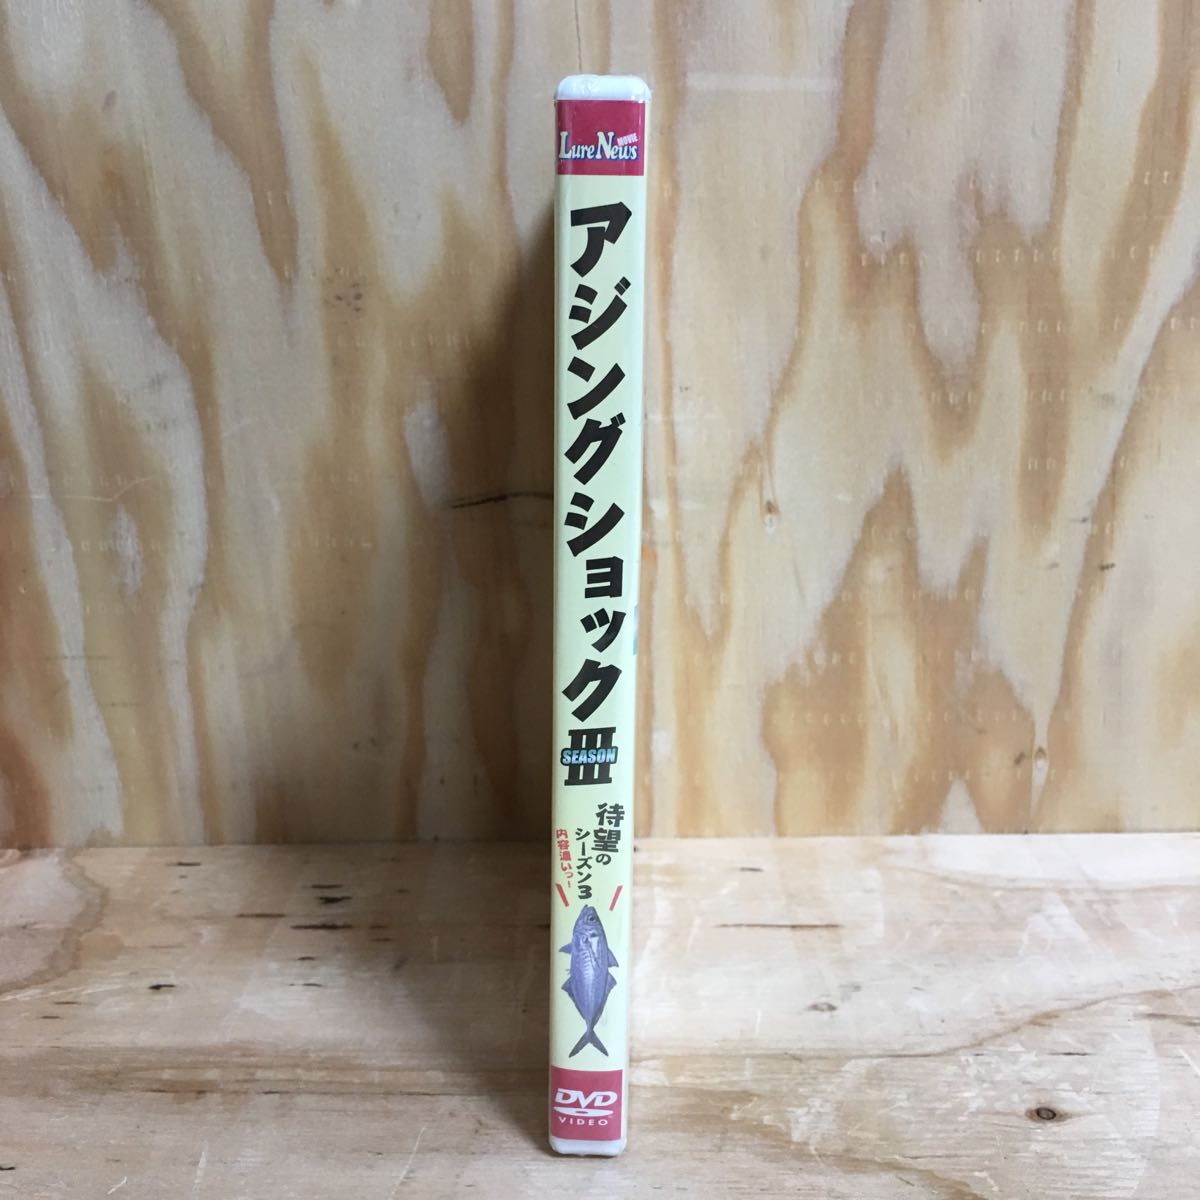 Lure News
MOVIE
アジングショック
III
SEASON
待望の
シーズン3
内容濃いっ!
DVD
VIDEO